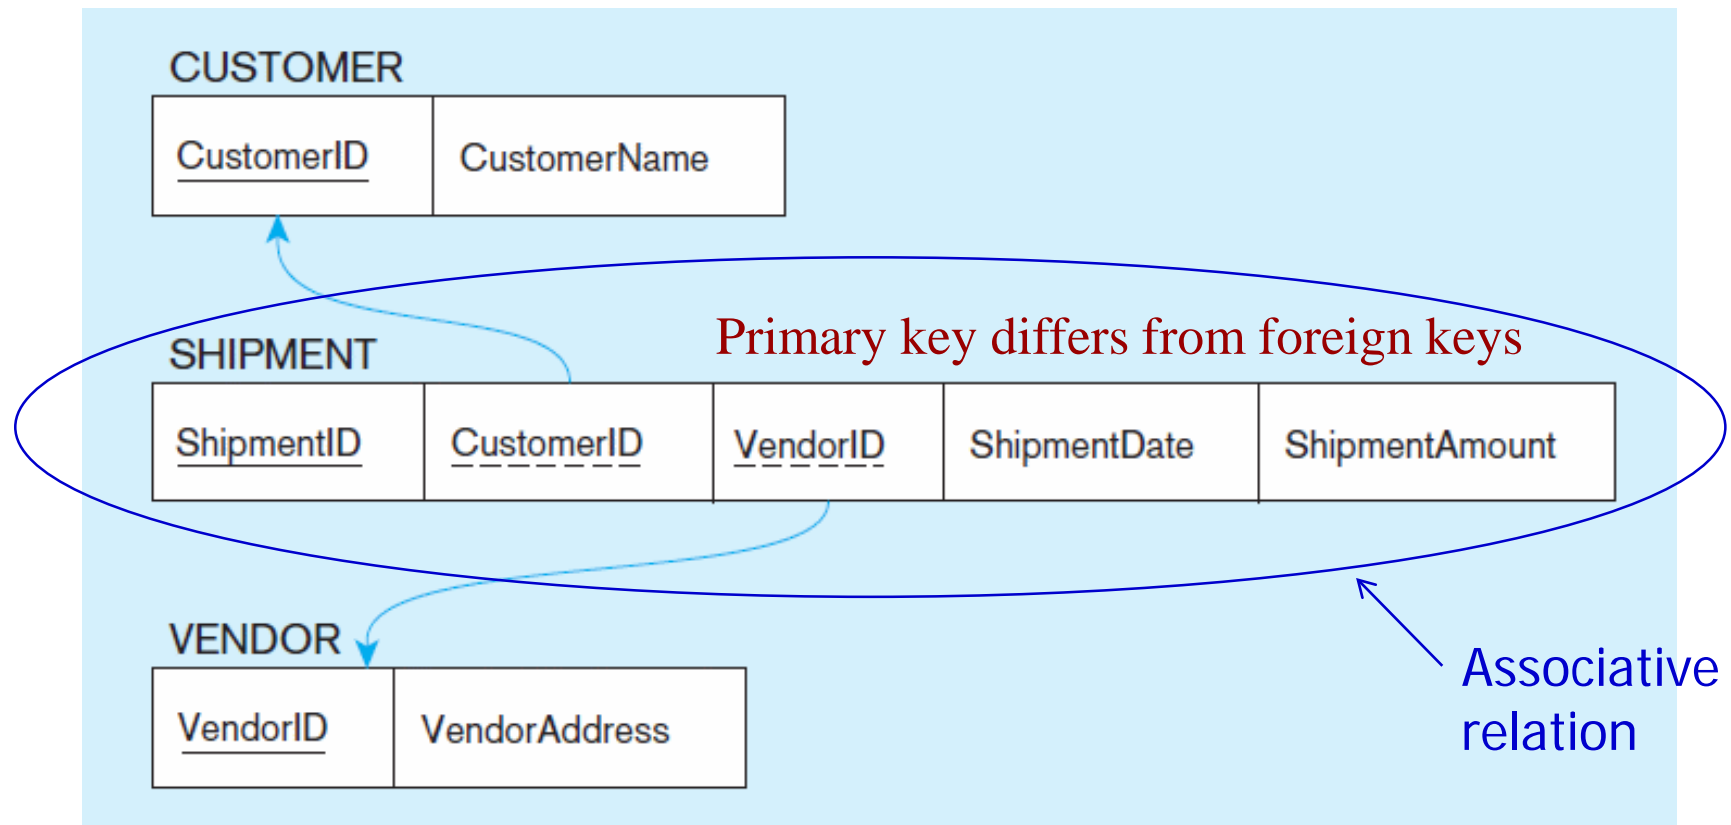 CUSTOMER
CustomerID CustomerName
Primary key differs from foreign keys
SHIPMENT
ShipmentID CustomerID VendorID ShipmentDate ShipmentAmount
VENDOR
VendorID VendorAddress
Associative
relation